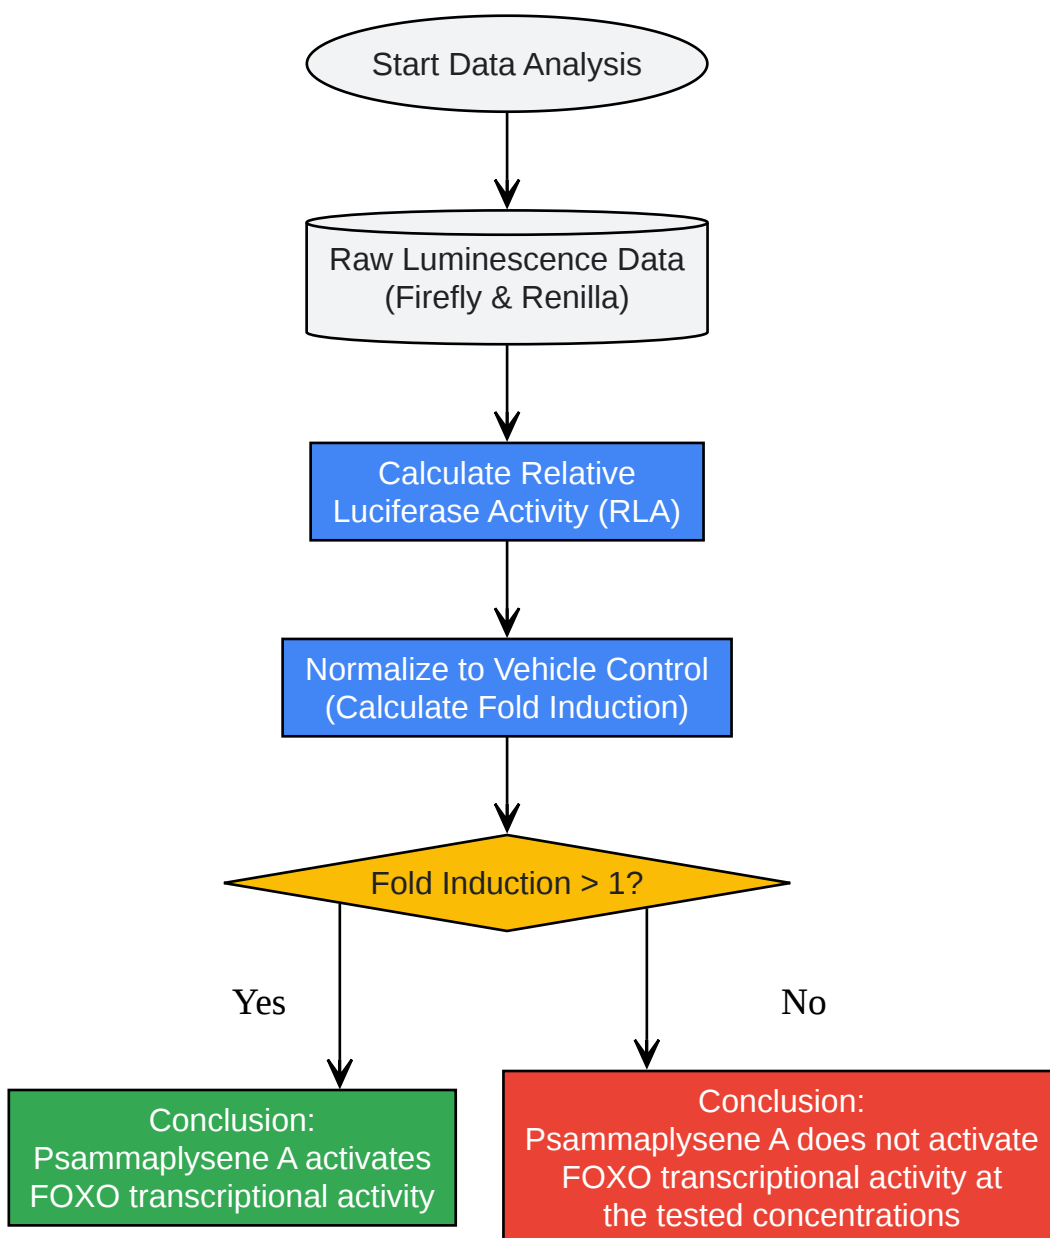 Start Data Analysis
Raw Luminescence Data
(Firefly & Renilla)
Calculate Relative
Luciferase Activity (RLA)
Normalize to Vehicle Control
(Calculate Fold Induction)
Fold Induction > 1?
Yes
No
Conclusion:
Psammaplysene A activates
FOXO transcriptional activity
Conclusion:
Psammaplysene A does not activate
FOXO transcriptional activity at
the tested concentrations